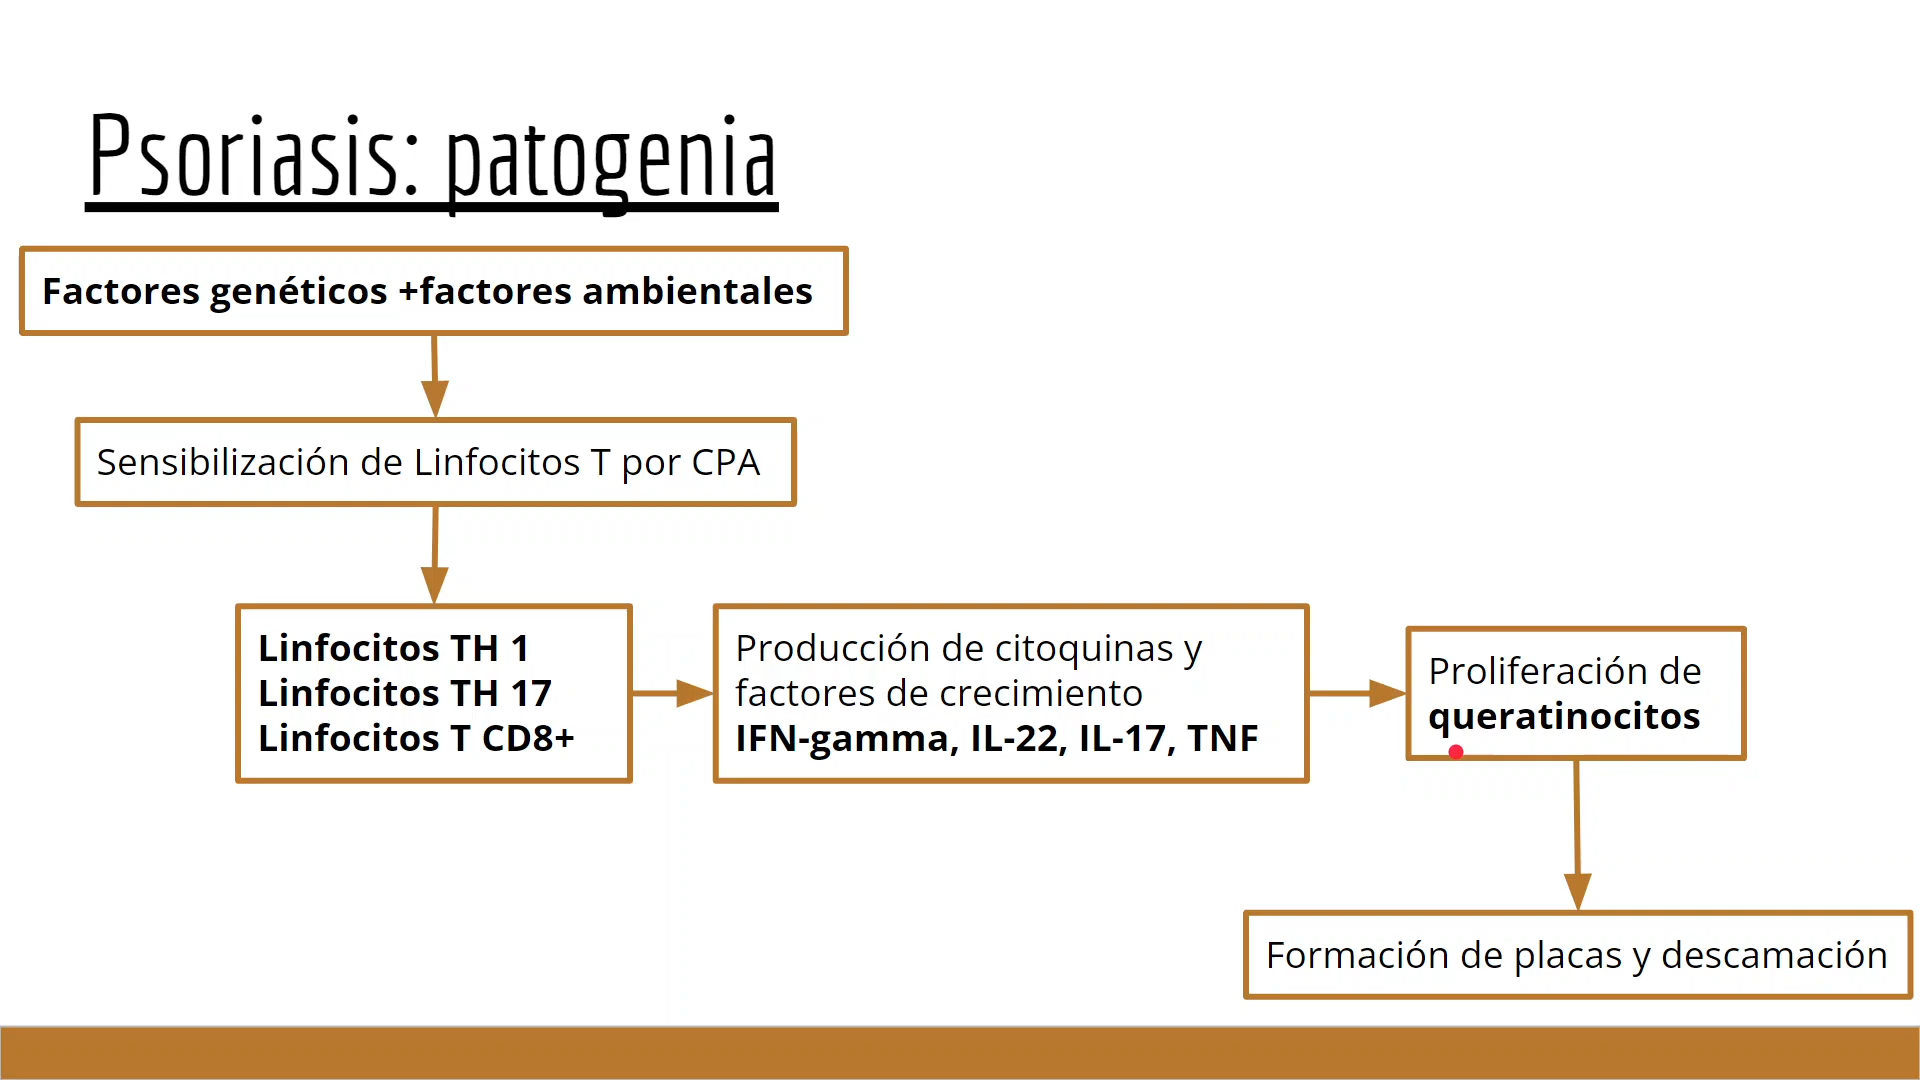 Psoriasis: patogenia
Factores genéticos +factores ambientales
Sensibilización de Linfocitos T por CPA
Linfocitos TH 1
Linfocitos TH 17
Linfocitos T CD8+
Producción de citoquinas y
factores de crecimiento
IFN-gamma, IL-22, IL-17, TNF
Proliferación de
queratinocitos
Formación de placas y descamación